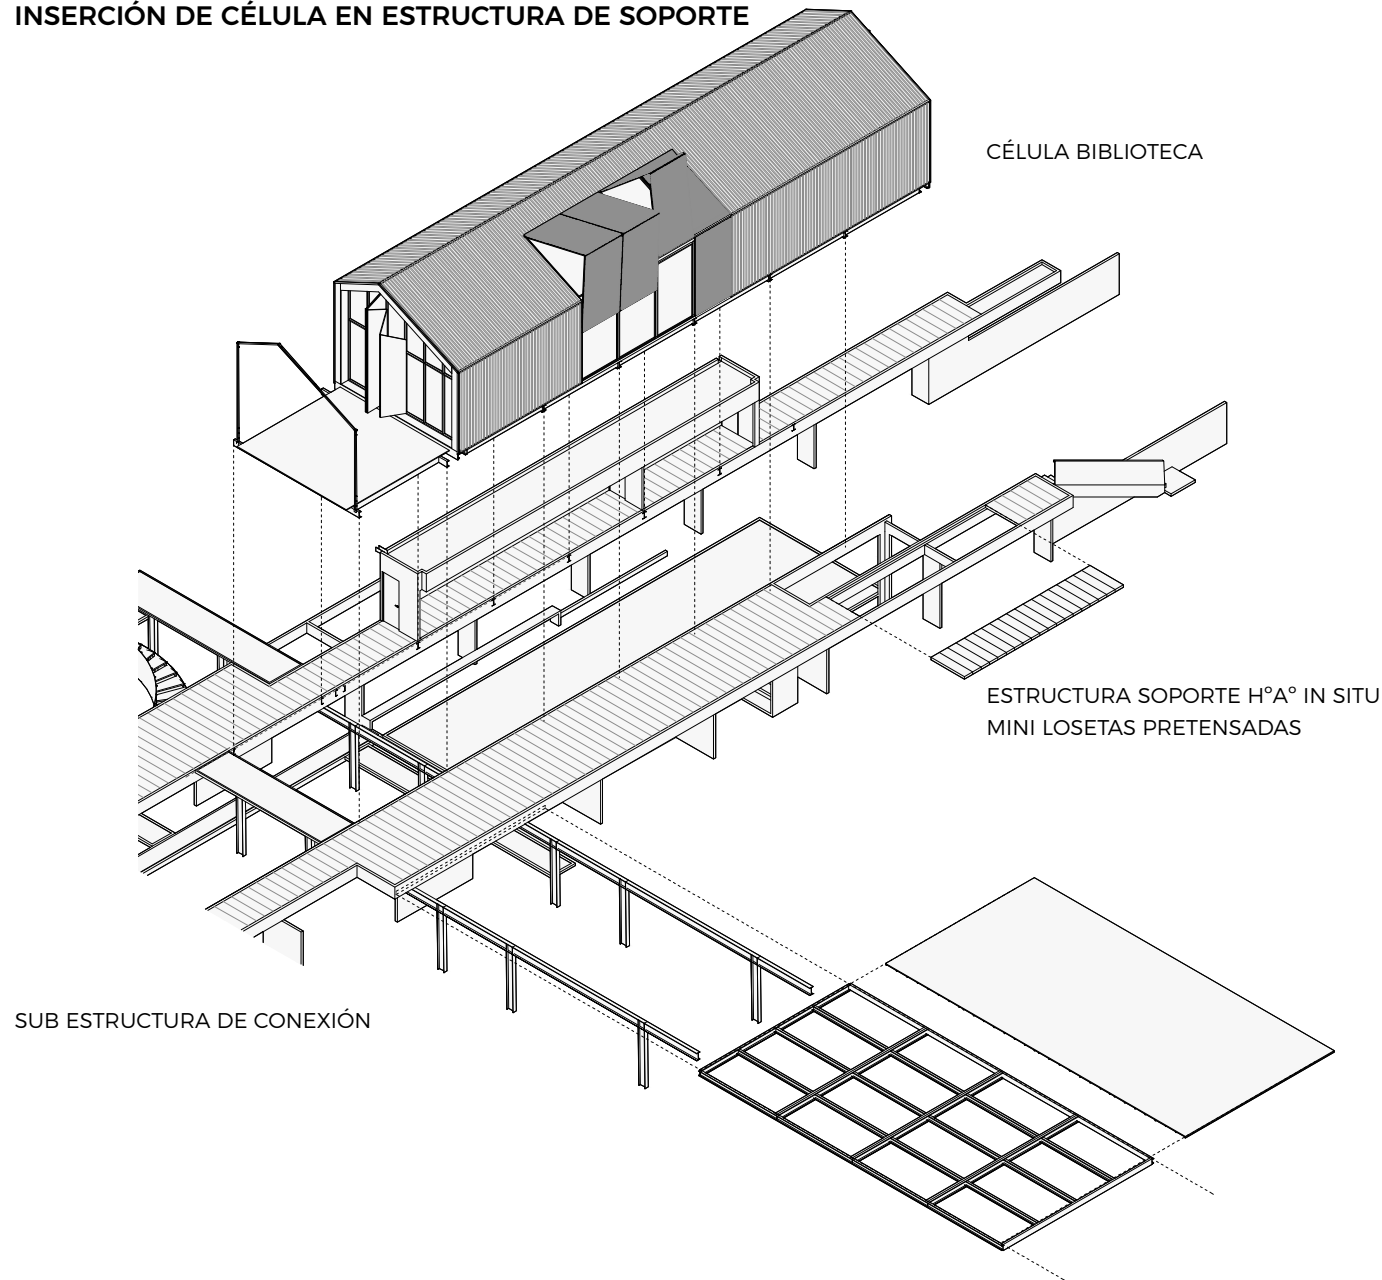 INSERCIÓN DE CÉLULA EN ESTRUCTURA DE SOPORTE
CÉLULA BIBLIOTECA
ESTRUCTURA SOPORTE HºAº IN SITU
MINI LOSETAS PRETENSADAS
SUB ESTRUCTURA DE CONEXIÓN